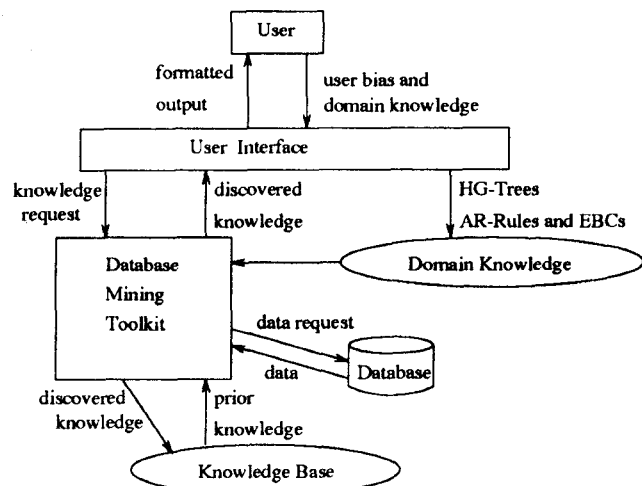 User
formatted
output
user bias and
domain knowledge
User Interface
knowledge
request
discovered
knowledge
HG-Trees
AR-Rules and EBCs
Database
Mining
Toolkit
Domain Knowledge
data request
data
Database
discovered
knowledge
prior
knowledge
Knowledge Base